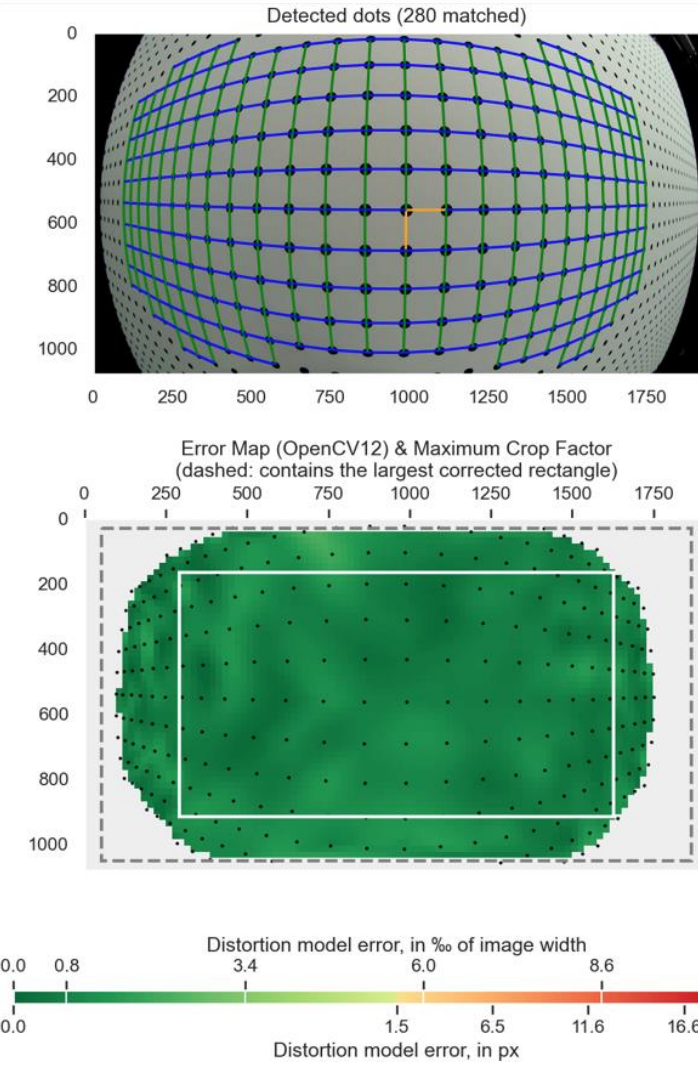 Detected dots (280 matched)
0
200
400
600
800
1000
0 250 500 750 1000 1250 1500 1750
Error Map (OpenCV12) & Maximum Crop Factor
(dashed: contains the largest corrected rectangle)
0 250 500 750 1000 1250 1500 1750
0
200
400
600
800
1000
Distortion model error, in ‰ of image width
0.0 0.8 3.4 6.0 8.6
0.0 1.5 6.5 11.6 16.6
Distortion model error, in px